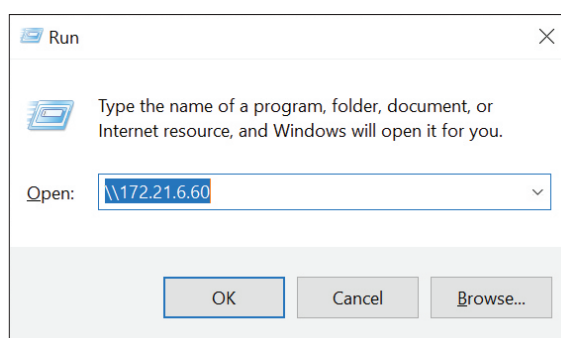 Run
Type the name of a program, folder, document, or
Internet resource, and Windows will open it for you.
Open:
\\172.21.6.60
OK
Cancel
Browse...